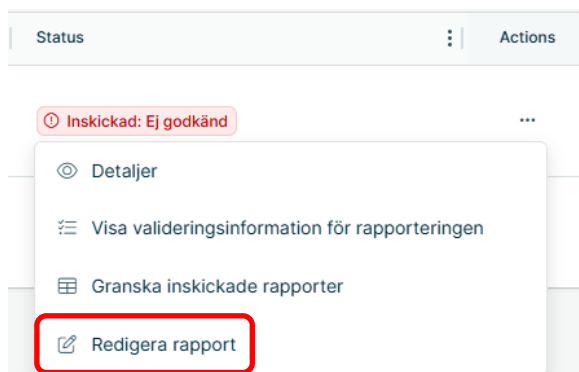 Status
Actions
Inskickad: Ej godkänd
Detaljer
Visa valideringsinformation för rapporteringen
Granska inskickade rapporter
Redigera rapport